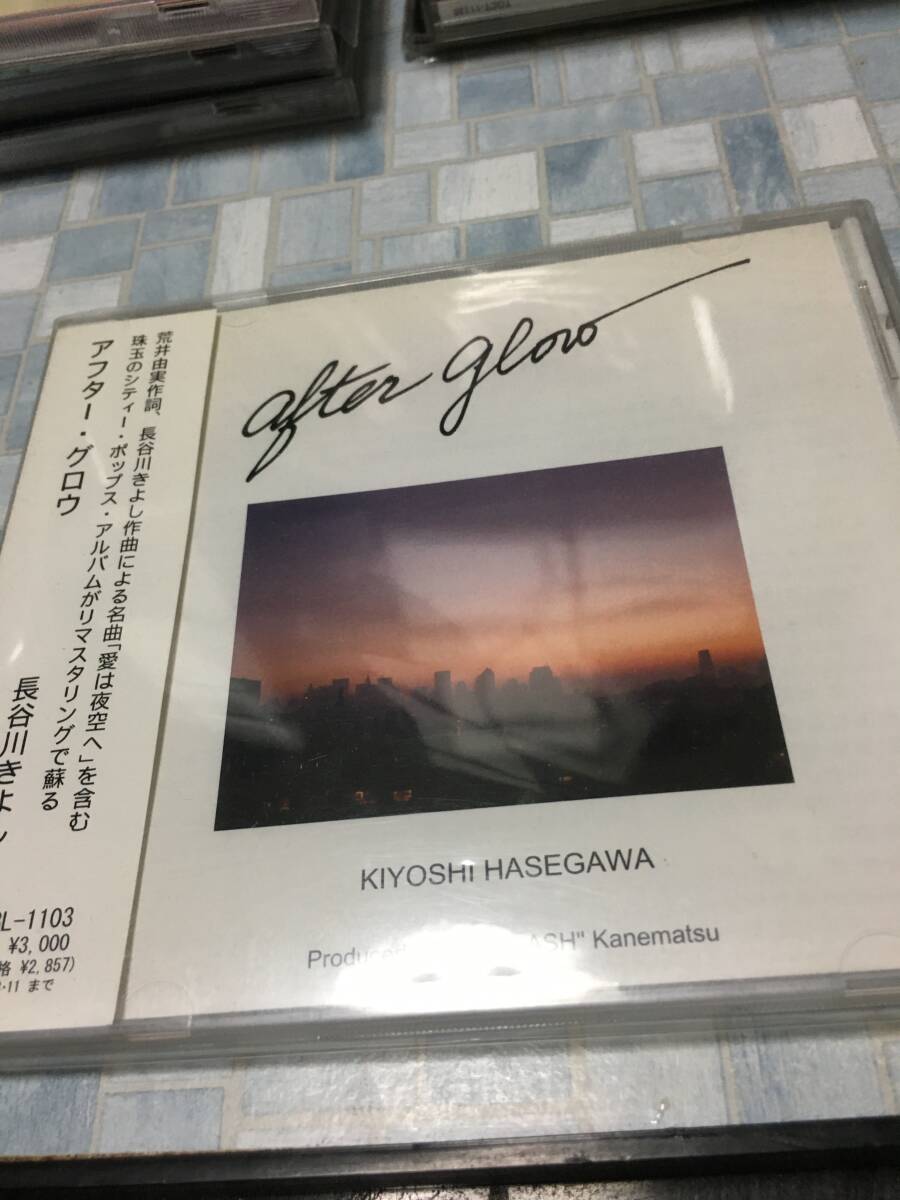 荒井由実作詞、長谷川きよし作曲による名曲「愛は夜空へ」を含む
珠玉のシティー・ポップス・アルバムがリマスタリングで蘇る
アフター・グロウ
長谷川きよし
L-1103
¥3,000
格 ¥2,857)
・11 まで
after glow
KIYOSHI HASEGAWA
Kanematsu